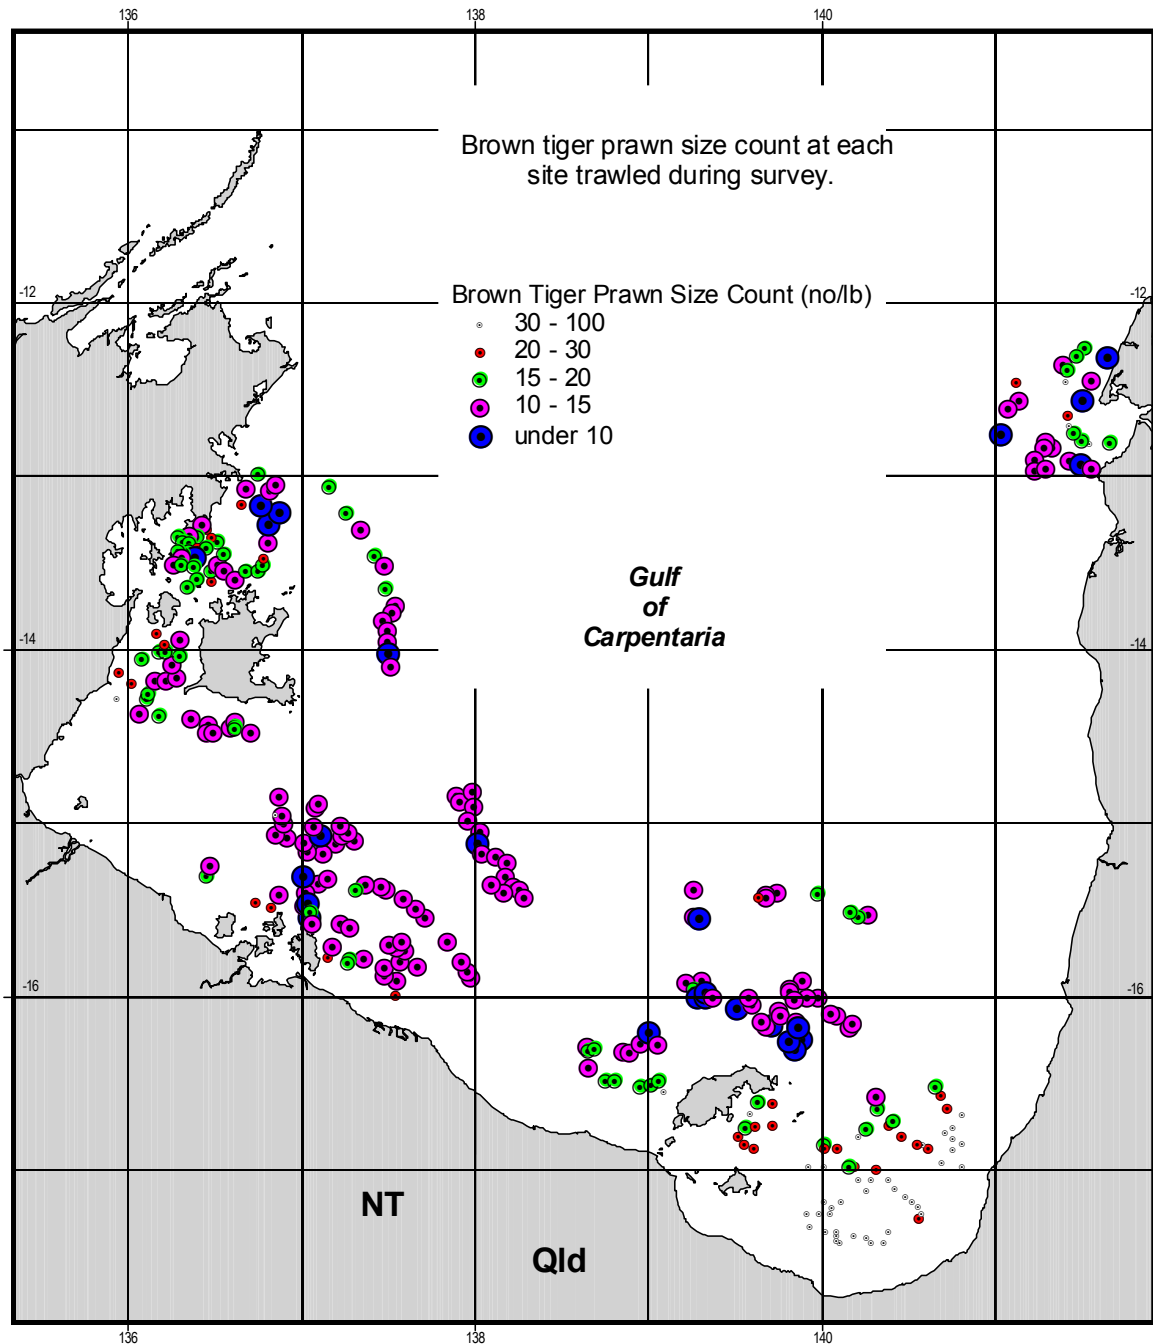 136 138 140
Brown tiger prawn size count at each
site trawled during survey.
-12 -12
Brown Tiger Prawn Size Count (no/lb)
30 - 100
20 - 30
15 - 20
10 - 15
under 10
Gulf
of
Carpentaria
-14 -14
-16 -16
NT
Qld
136 138 140